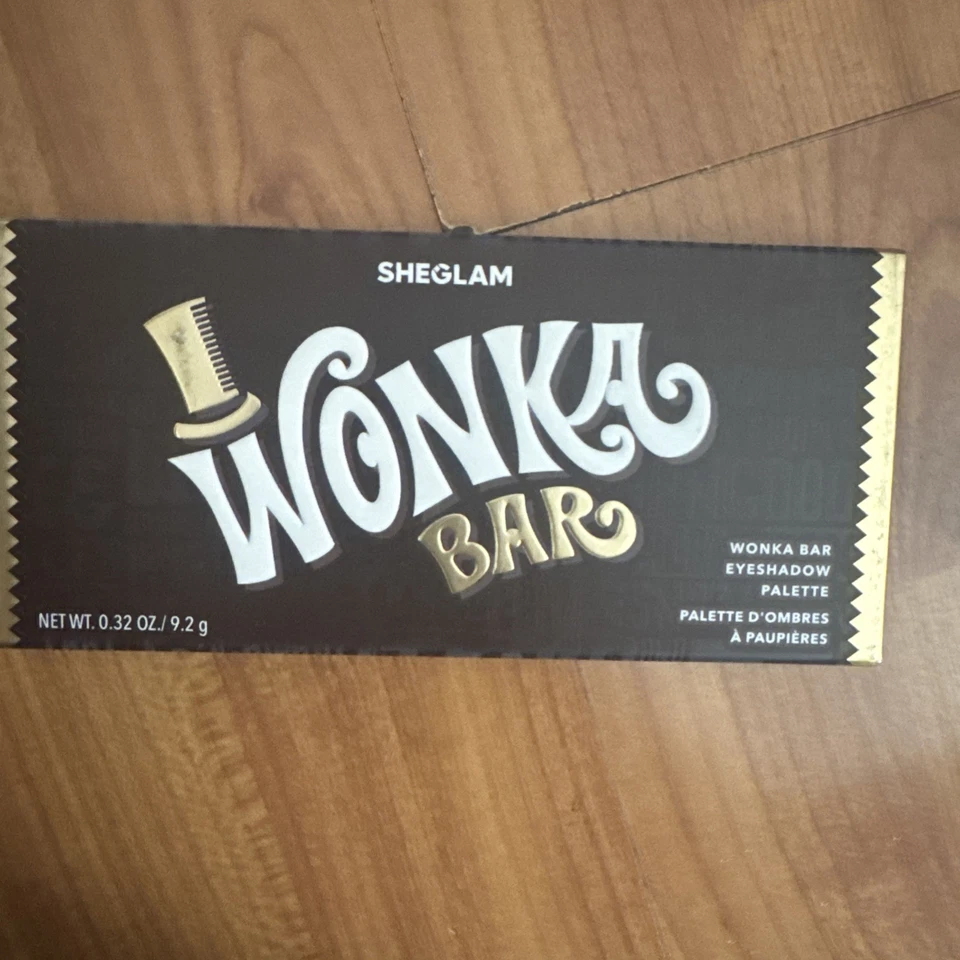 SHEGLAM
WONKA
BAR
WONKA BAR
EYESHADOW
PALETTE
PALETTE D'OMBRES
À PAUPIÈRES
NET WT. 0.32 OZ./ 9.2 g